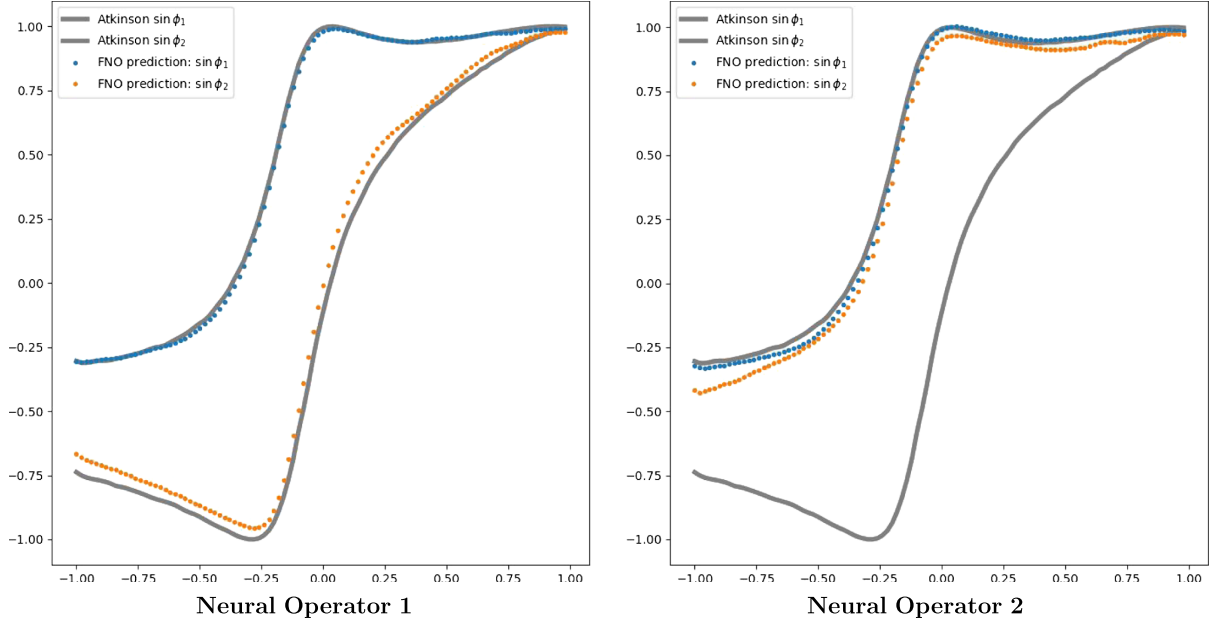 Atkinson sin ϕ₁
Atkinson sin ϕ₂
FNO prediction: sin ϕ₁
FNO prediction: sin ϕ₂
1.00
0.75
0.50
0.25
0.00
−0.25
−0.50
−0.75
−1.00
−1.00 −0.75 −0.50 −0.25 0.00 0.25 0.50 0.75 1.00
Neural Operator 1
Atkinson sin ϕ₁
Atkinson sin ϕ₂
FNO prediction: sin ϕ₁
FNO prediction: sin ϕ₂
1.00
0.75
0.50
0.25
0.00
−0.25
−0.50
−0.75
−1.00
−1.00 −0.75 −0.50 −0.25 0.00 0.25 0.50 0.75 1.00
Neural Operator 2